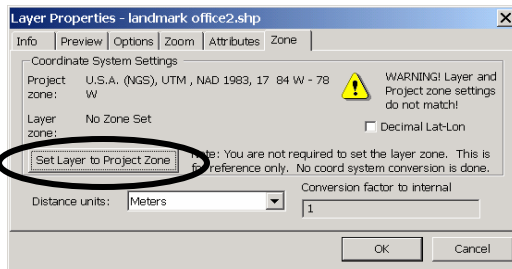 Layer Properties - landmark office2.shp
Info Preview Options Zoom Attributes Zone
Coordinate System Settings
Project zone: U.S.A. (NGS), UTM , NAD 1983, 17 84 W - 78 W
WARNING! Layer and
Project zone settings
do not match!
Layer zone: No Zone Set
Decimal Lat-Lon
Set Layer to Project Zone
You are not required to set the layer zone. This is
reference only. No coord system conversion is done.
Conversion factor to internal
Distance units: Meters
1
OK Cancel